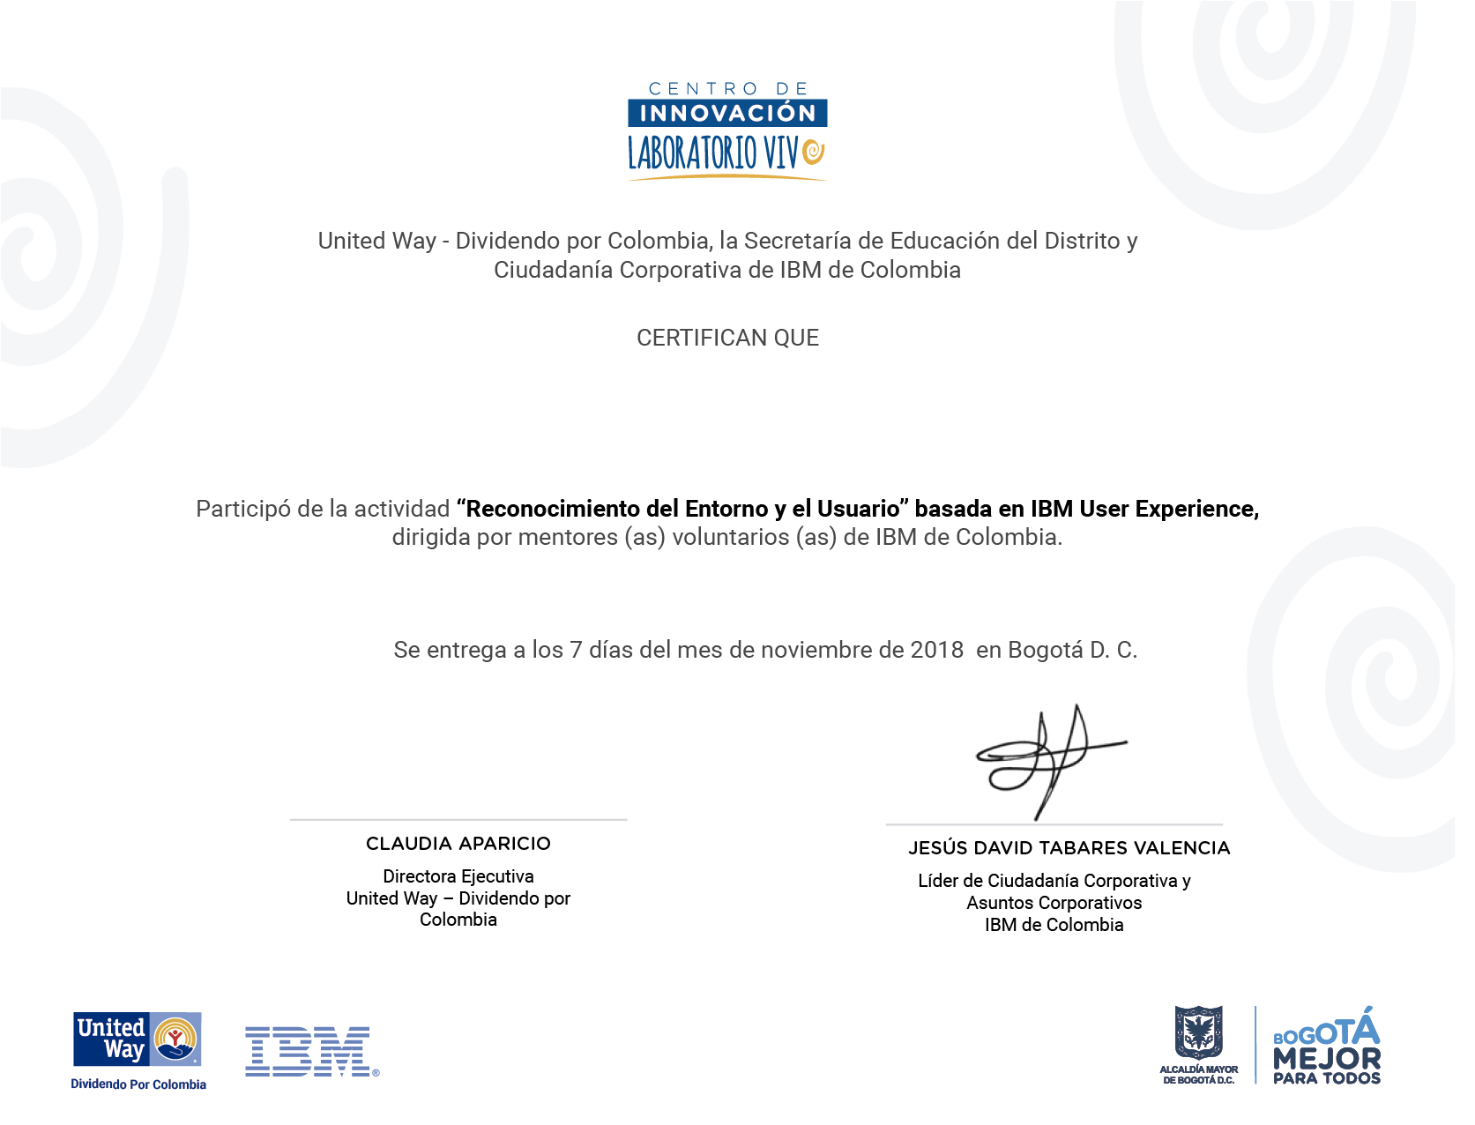 CENTRO DE
INNOVACIÓN
LABORATORIO VIVO
United Way - Dividendo por Colombia, la Secretaría de Educación del Distrito y
Ciudadanía Corporativa de IBM de Colombia
CERTIFICAN QUE
Participó de la actividad “Reconocimiento del Entorno y el Usuario” basada en IBM User Experience,
dirigida por mentores (as) voluntarios (as) de IBM de Colombia.
Se entrega a los 7 días del mes de noviembre de 2018 en Bogotá D. C.
CLAUDIA APARICIO
Directora Ejecutiva
United Way – Dividendo por
Colombia
JESÚS DAVID TABARES VALENCIA
Líder de Ciudadanía Corporativa y
Asuntos Corporativos
IBM de Colombia
United
Way
Dividendo Por Colombia
IBM®
ALCALDÍA MAYOR
DE BOGOTÁ D.C.
BOGOTÁ
MEJOR
PARA TODOS